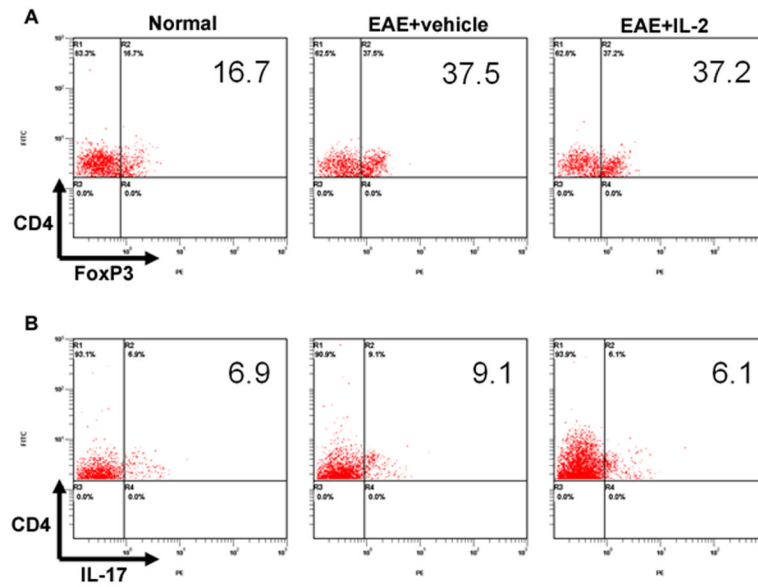 A
Normal
EAE+vehicle
EAE+IL-2
R1
83.3%
R2
16.7%
16.7
R1
62.5%
R2
37.5%
37.5
R1
62.8%
R2
37.2%
37.2
FITC
R3
0.0%
R4
0.0%
R3
0.0%
R4
0.0%
R3
0.0%
R4
0.0%
CD4
FoxP3
PE
PE
PE
B
R1
93.1%
R2
6.9%
6.9
R1
90.9%
R2
9.1%
9.1
R1
93.9%
R2
6.1%
6.1
FITC
R3
0.0%
R4
0.0%
R3
0.0%
R4
0.0%
R3
0.0%
R4
0.0%
CD4
IL-17
PE
PE
PE